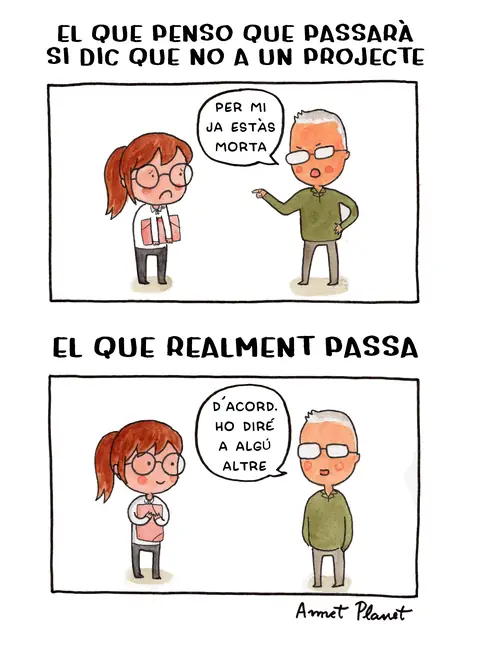 EL QUE PENSO QUE PASSARÀ
SI DIC QUE NO A UN PROJECTE
PER MI
JA ESTÀS
MORTA
EL QUE REALMENT PASSA
D'ACORD.
HO DIRÉ
A ALGÚ
ALTRE
Annet Planet